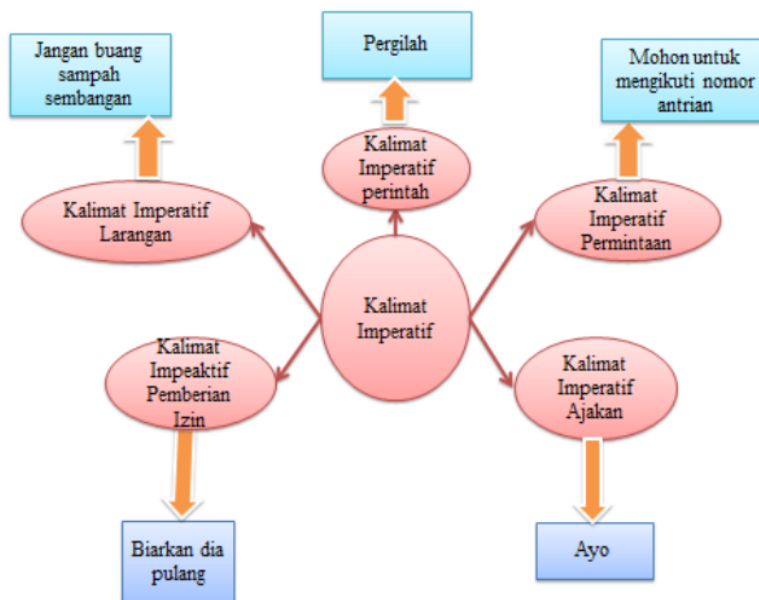 Jangan buang
sampah
sembangan
Pergilah
Mohon untuk
mengikuti nomor
antrian
Kalimat Imperatif
Larangan
Kalimat
Imperatif
perintah
Kalimat
Imperatif
Permintaan
Kalimat
Imperatif
Kalimat
Impeaktif
Pemberian
Izin
Kalimat
Imperatif
Ajakan
Biarkan dia
pulang
Ayo